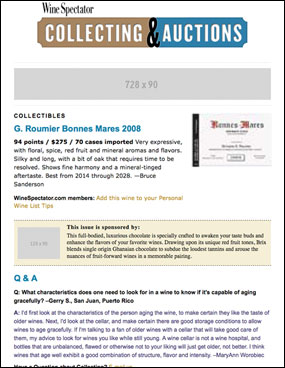 Wine Spectator
COLLECTING & AUCTIONS
728 x 90
COLLECTIBLES
G. Roumier Bonnes Mares 2008
94 points / $275 / 70 cases imported Very expressive,
with floral, spice, red fruit and mineral aromas and flavors.
Silky and long, with a bit of oak that requires time to be
resolved. Shows fine harmony and a mineral-tinged
aftertaste. Best from 2014 through 2028. —Bruce
Sanderson
Bonnes-Mares
WineSpectator.com members: Add this wine to your Personal
Wine List Tips
This issue is sponsored by:
This full-bodied, luxurious chocolate is specially crafted to awaken your taste buds and
enhance the flavors of your favorite wines. Drawing upon its unique red fruit tones, Brix
blends single origin Ghanaian chocolate to subdue the loudest tannins and arouse the
nuances of fruit-forward wines in a memorable pairing.
Q & A
Q: What characteristics does one need to look for in a wine to know if it's capable of aging
gracefully? –Gerry S., San Juan, Puerto Rico
A: I'd first look at the characteristics of the person aging the wine, to make certain they like the taste of
older wines. Next, I'd look at the cellar, and make certain there are good storage conditions to allow
wines to age gracefully. If I'm talking to a fan of older wines with a cellar that will take good care of
them, my advice to look for wines you like while still young. A wine cellar is not a wine hospital, and
bottles that are unbalanced, flawed or otherwise not to your liking will just get older, not better. I think
wines that age well exhibit a good combination of structure, flavor and intensity. –MaryAnn Worobiec
Have a Question about Collecting?